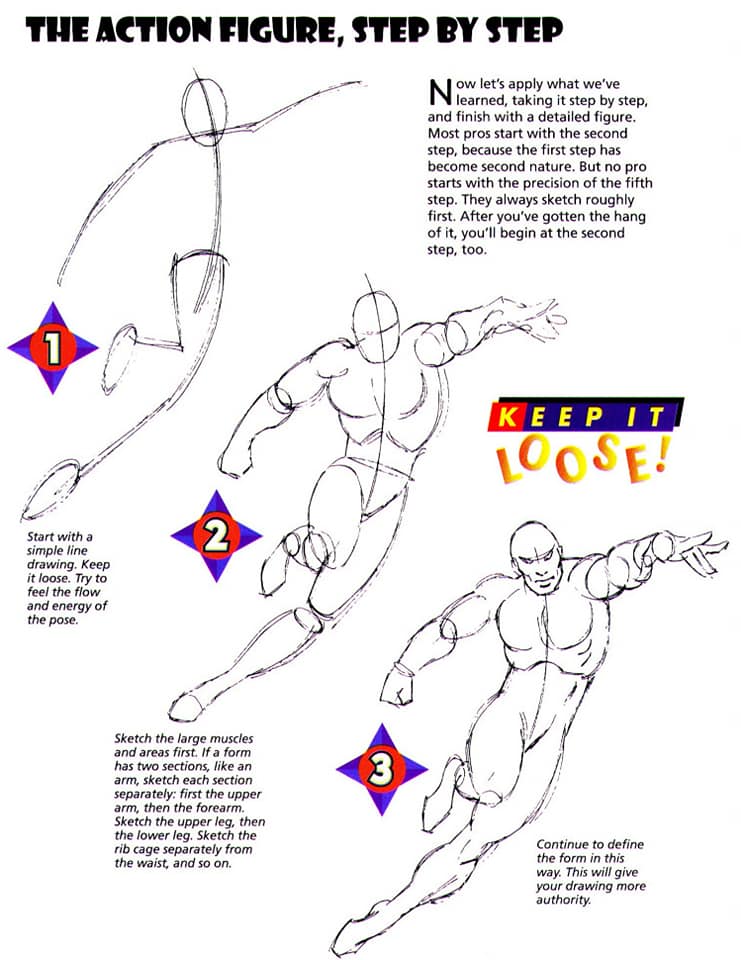 THE ACTION FIGURE, STEP BY STEP
Now let's apply what we've
learned, taking it step by step,
and finish with a detailed figure.
Most pros start with the second
step, because the first step has
become second nature. But no pro
starts with the precision of the fifth
step. They always sketch roughly
first. After you've gotten the hang
of it, you'll begin at the second
step, too.
1
KEEP IT
LOOSE!
2
Start with a
simple line
drawing. Keep
it loose. Try to
feel the flow
and energy of
the pose.
Sketch the large muscles
and areas first. If a form
has two sections, like an
arm, sketch each section
separately: first the upper
arm, then the forearm.
Sketch the upper leg, then
the lower leg. Sketch the
rib cage separately from
the waist, and so on.
3
Continue to define
the form in this
way. This will give
your drawing more
authority.